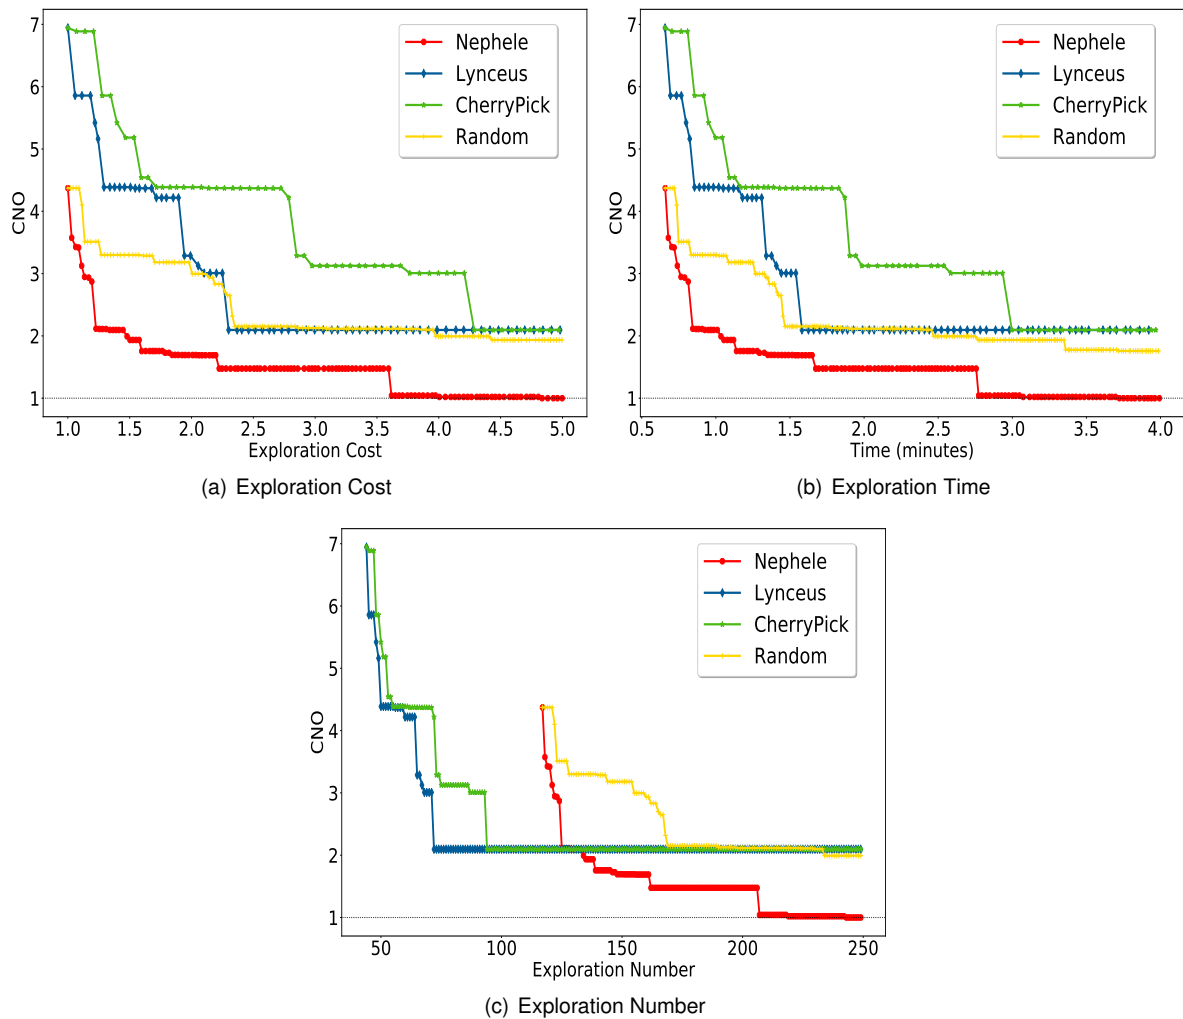 7
6
5
4
3
2
1
CNO
Nephele
Lynceus
CherryPick
Random
1.0 1.5 2.0 2.5 3.0 3.5 4.0 4.5 5.0
Exploration Cost
(a) Exploration Cost
7
6
5
4
3
2
1
CNO
Nephele
Lynceus
CherryPick
Random
0.5 1.0 1.5 2.0 2.5 3.0 3.5 4.0
Time (minutes)
(b) Exploration Time
7
6
5
4
3
2
1
CNO
Nephele
Lynceus
CherryPick
Random
50 100 150 200 250
Exploration Number
(c) Exploration Number